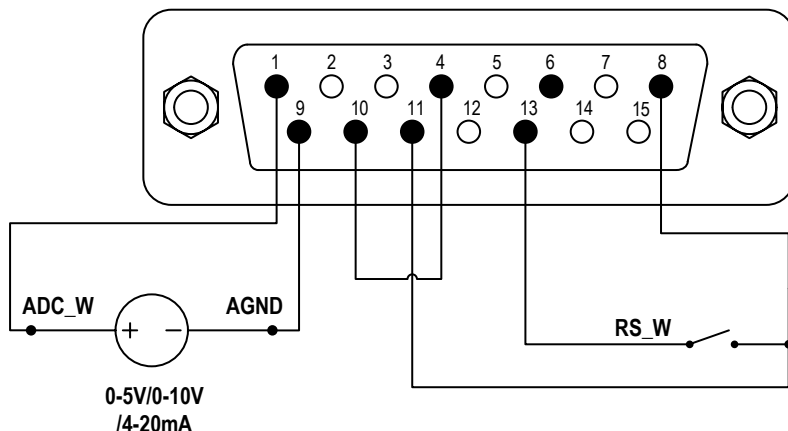 1 2 3 4 5 6 7 8
9 10 11 12 13 14 15
ADC_W + − AGND
RS_W
0-5V/0-10V
/4-20mA